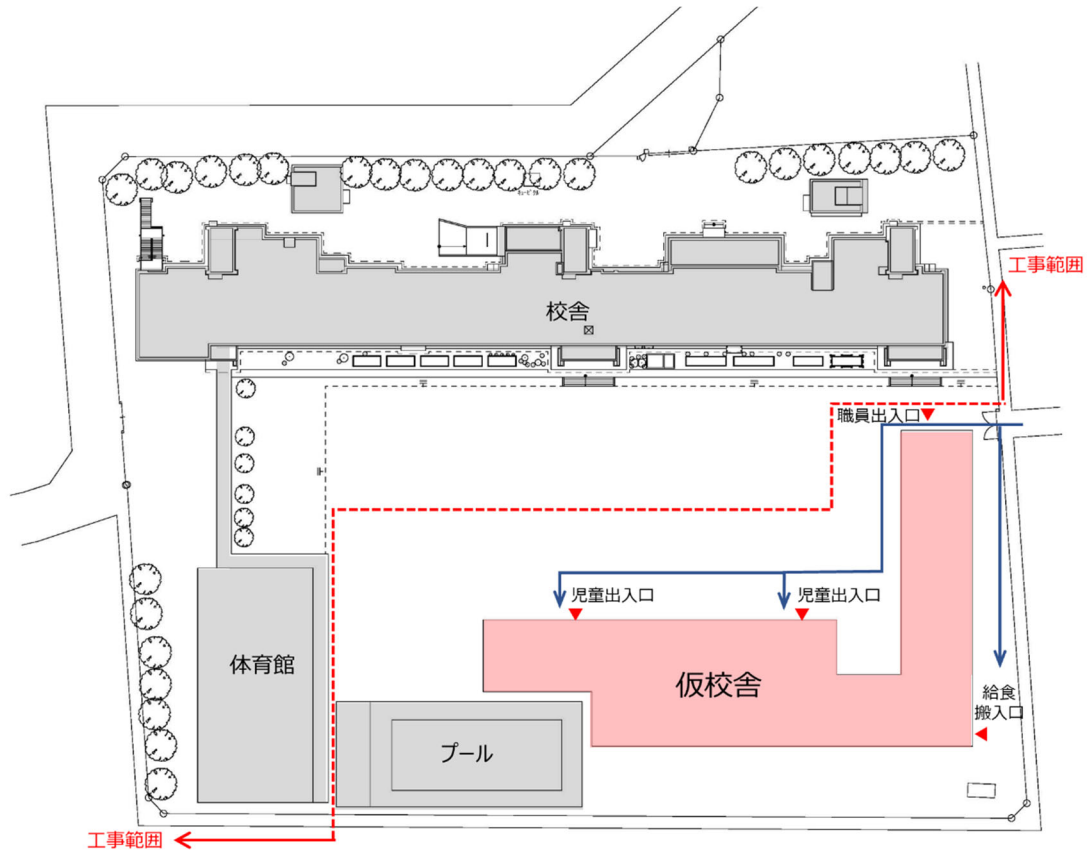 工事範囲
校舎
職員出入口
児童出入口
児童出入口
体育館
仮校舎
給食
搬入口
プール
工事範囲